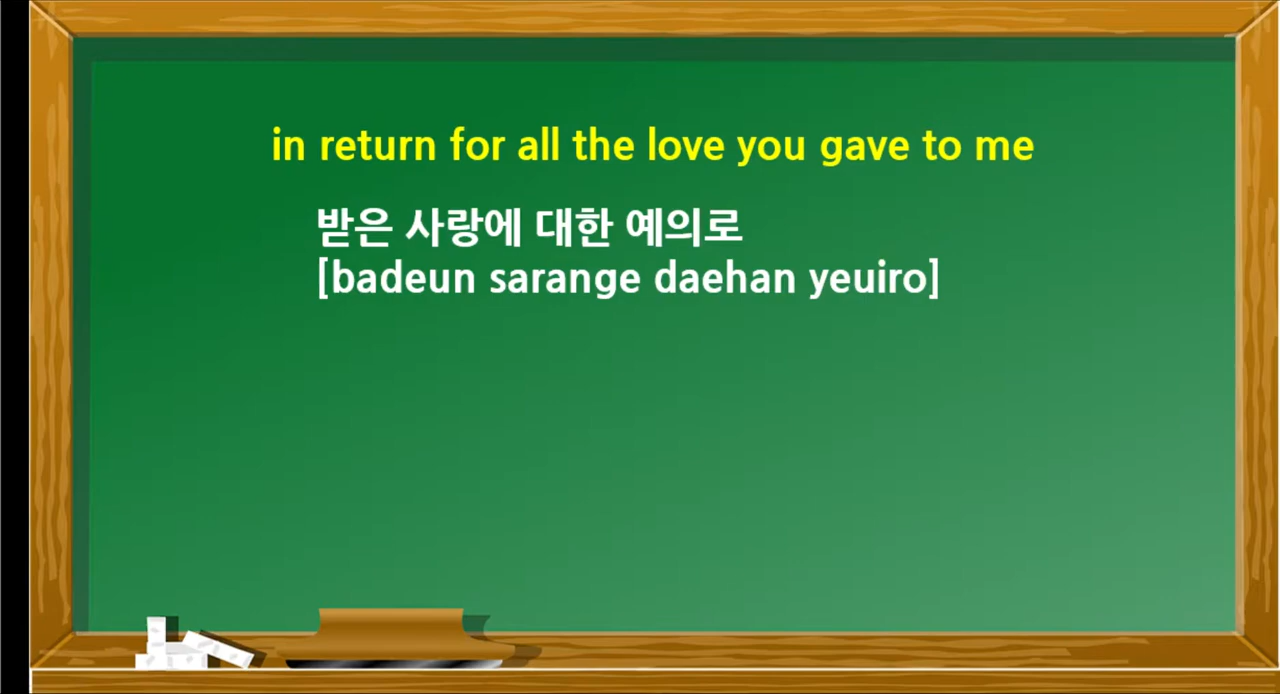 in return for all the love you gave to me
받은 사랑에 대한 예의로
[badeun sarange daehan yeuiro]